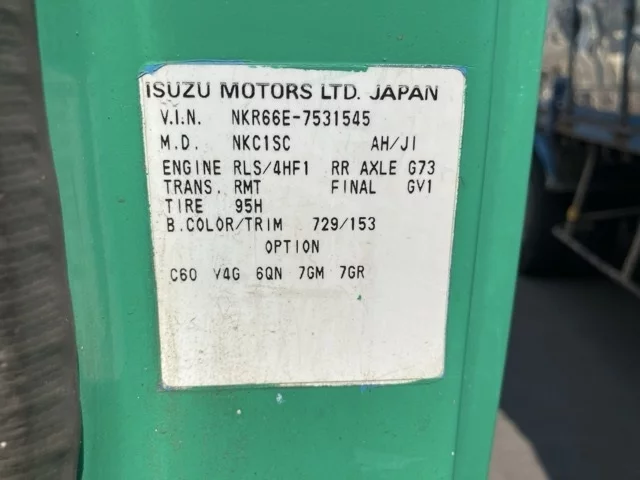 ISUZU MOTORS LTD. JAPAN
V.I.N. NKR66E-7531545
M.D. NKC1SC AH/JI
ENGINE RLS/4HF1 RR AXLE G73
TRANS. RMT FINAL GV1
TIRE 95H
B.COLOR/TRIM 729/153
OPTION
C60 V4G 6QN 7GM 7GR